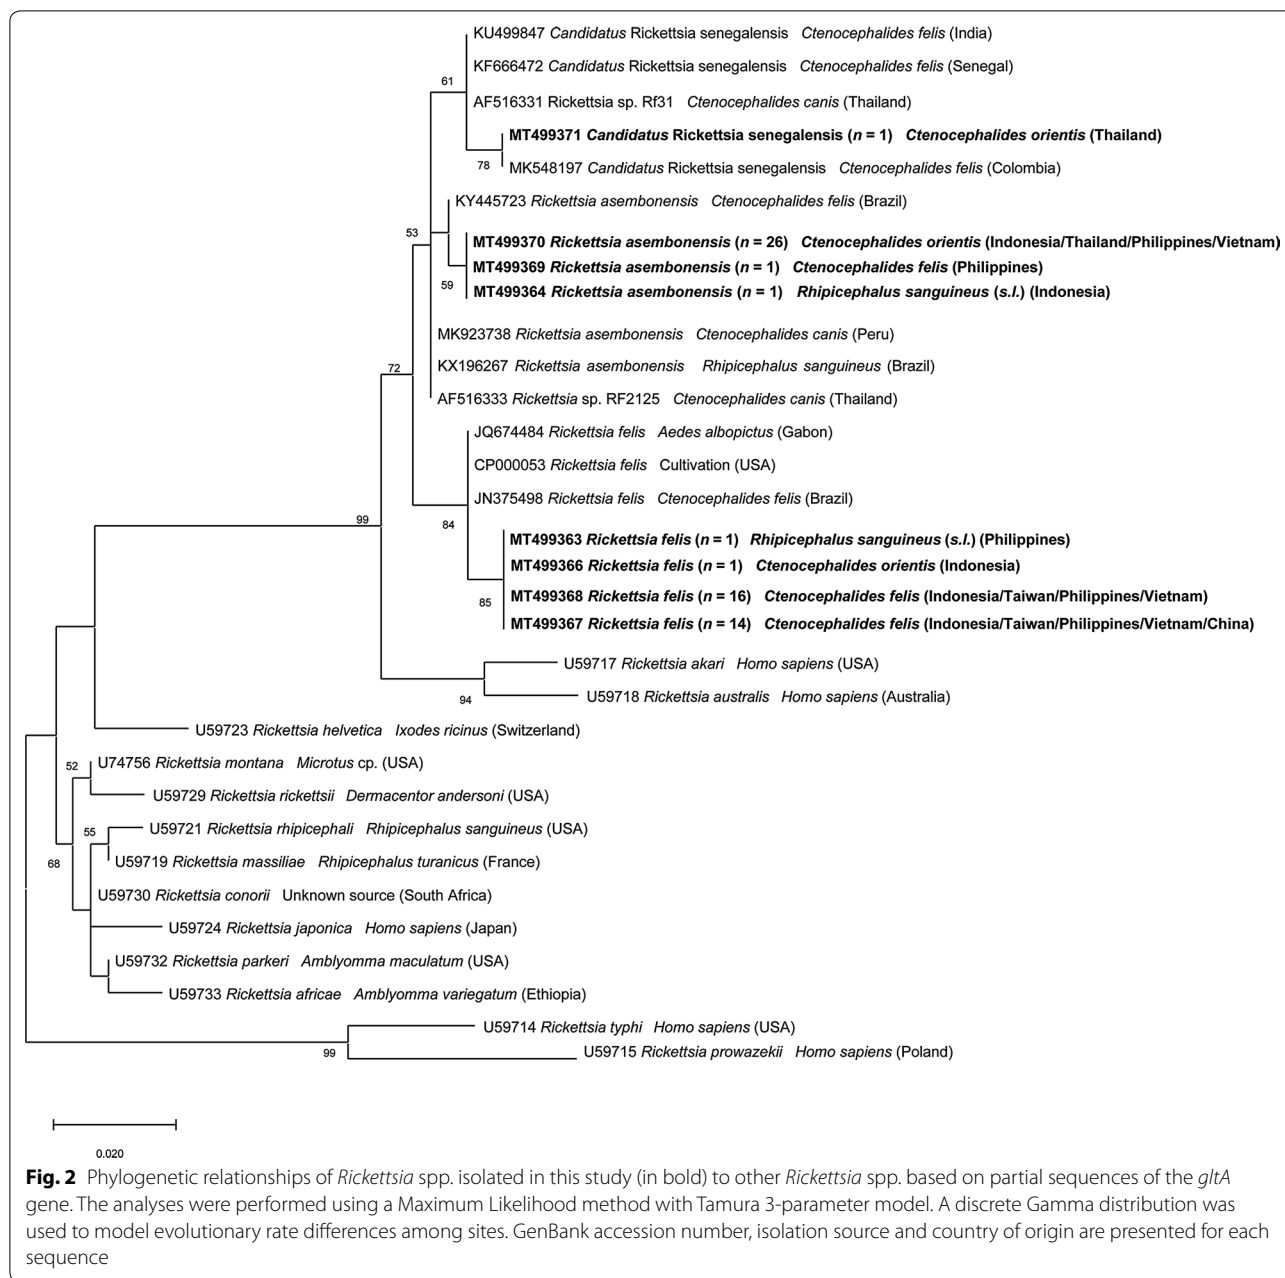 KU499847 Candidatus Rickettsia senegalensis Ctenocephalides felis (India)
KF666472 Candidatus Rickettsia senegalensis Ctenocephalides felis (Senegal)
61
AF516331 Rickettsia sp. Rf31 Ctenocephalides canis (Thailand)
MT499371 Candidatus Rickettsia senegalensis (n = 1) Ctenocephalides orientis (Thailand)
78
MK548197 Candidatus Rickettsia senegalensis Ctenocephalides felis (Colombia)
KY445723 Rickettsia asembonensis Ctenocephalides felis (Brazil)
53
MT499370 Rickettsia asembonensis (n = 26) Ctenocephalides orientis (Indonesia/Thailand/Philippines/Vietnam)
MT499369 Rickettsia asembonensis (n = 1) Ctenocephalides felis (Philippines)
59
MT499364 Rickettsia asembonensis (n = 1) Rhipicephalus sanguineus (s.l.) (Indonesia)
MK923738 Rickettsia asembonensis Ctenocephalides canis (Peru)
72
KX196267 Rickettsia asembonensis Rhipicephalus sanguineus (Brazil)
AF516333 Rickettsia sp. RF2125 Ctenocephalides canis (Thailand)
JQ674484 Rickettsia felis Aedes albopictus (Gabon)
CP000053 Rickettsia felis Cultivation (USA)
JN375498 Rickettsia felis Ctenocephalides felis (Brazil)
99
84
MT499363 Rickettsia felis (n = 1) Rhipicephalus sanguineus (s.l.) (Philippines)
MT499366 Rickettsia felis (n = 1) Ctenocephalides orientis (Indonesia)
MT499368 Rickettsia felis (n = 16) Ctenocephalides felis (Indonesia/Taiwan/Philippines/Vietnam)
85
MT499367 Rickettsia felis (n = 14) Ctenocephalides felis (Indonesia/Taiwan/Philippines/Vietnam/China)
U59717 Rickettsia akari Homo sapiens (USA)
94
U59718 Rickettsia australis Homo sapiens (Australia)
U59723 Rickettsia helvetica Ixodes ricinus (Switzerland)
52
U74756 Rickettsia montana Microtus cp. (USA)
U59729 Rickettsia rickettsii Dermacentor andersoni (USA)
55
U59721 Rickettsia rhipicephali Rhipicephalus sanguineus (USA)
68
U59719 Rickettsia massiliae Rhipicephalus turanicus (France)
U59730 Rickettsia conorii Unknown source (South Africa)
U59724 Rickettsia japonica Homo sapiens (Japan)
U59732 Rickettsia parkeri Amblyomma maculatum (USA)
U59733 Rickettsia africae Amblyomma variegatum (Ethiopia)
U59714 Rickettsia typhi Homo sapiens (USA)
99
U59715 Rickettsia prowazekii Homo sapiens (Poland)
0.020
Fig. 2 Phylogenetic relationships of Rickettsia spp. isolated in this study (in bold) to other Rickettsia spp. based on partial sequences of the gltA
gene. The analyses were performed using a Maximum Likelihood method with Tamura 3-parameter model. A discrete Gamma distribution was
used to model evolutionary rate differences among sites. GenBank accession number, isolation source and country of origin are presented for each
sequence